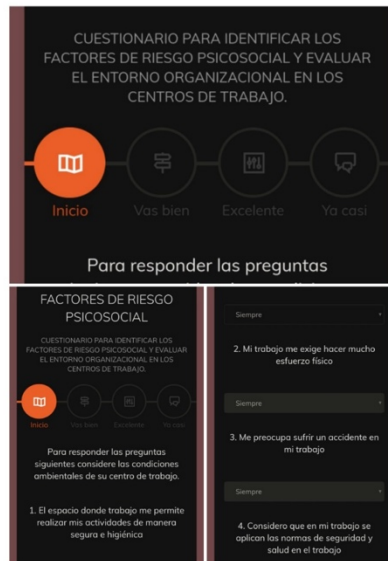 CUESTIONARIO PARA IDENTIFICAR LOS
FACTORES DE RIESGO PSICOSOCIAL Y EVALUAR
EL ENTORNO ORGANIZACIONAL EN LOS
CENTROS DE TRABAJO.
Inicio
Vas bien
Excelente
Ya casi
Para responder las preguntas
FACTORES DE RIESGO
PSICOSOCIAL
CUESTIONARIO PARA IDENTIFICAR LOS
FACTORES DE RIESGO PSICOSOCIAL Y EVALUAR
EL ENTORNO ORGANIZACIONAL EN LOS
CENTROS DE TRABAJO.
Inicio
Vas bien
Excelente
Ya casi
Para responder las preguntas
siguientes considere las condiciones
ambientales de su centro de trabajo.
1. El espacio donde trabajo me permite
realizar mis actividades de manera
segura e higiénica
Siempre
2. Mi trabajo me exige hacer mucho
esfuerzo físico
Siempre
3. Me preocupa sufrir un accidente en
mi trabajo
Siempre
4. Considero que en mi trabajo se
aplican las normas de seguridad y
salud en el trabajo